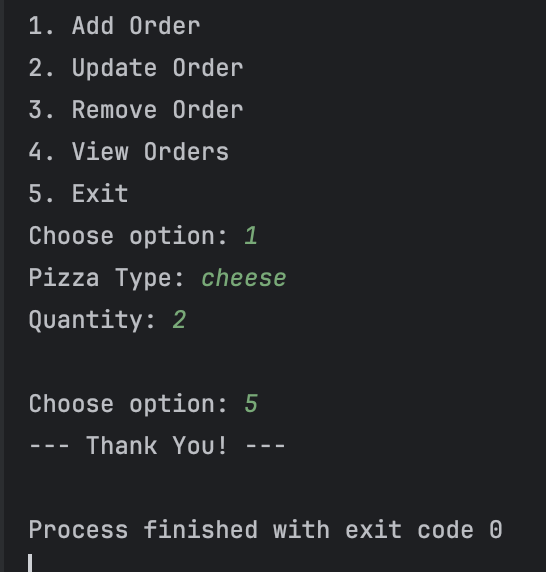 1. Add Order
2. Update Order
3. Remove Order
4. View Orders
5. Exit
Choose option: 1
Pizza Type: cheese
Quantity: 2
Choose option: 5
--- Thank You! ---
Process finished with exit code 0